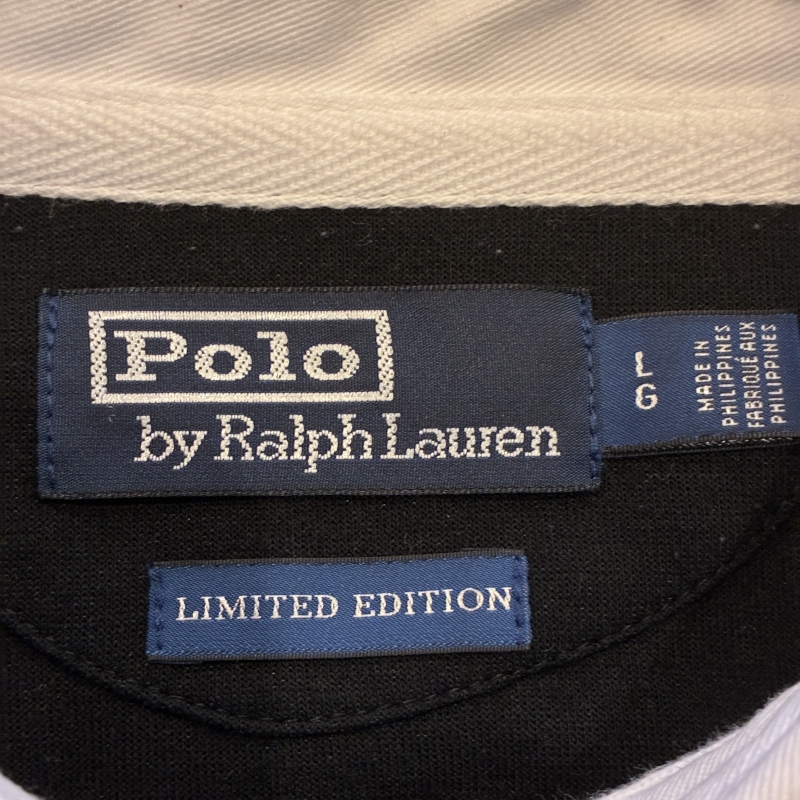 Polo
by Ralph Lauren
L
G
MADE IN
PHILIPPINES
FABRIQUÉ AUX
PHILIPPINES
LIMITED EDITION